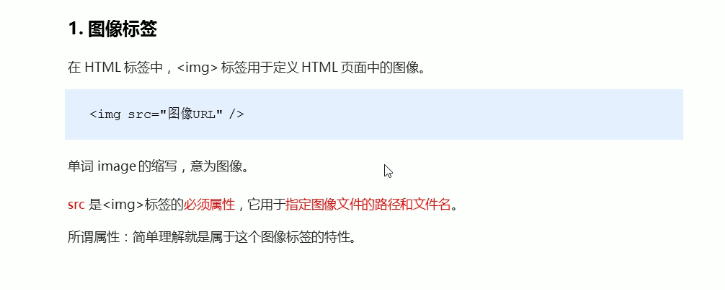 1. 图像标签
在 HTML 标签中，<img> 标签用于定义 HTML 页面中的图像。
<img src="图像URL" />
单词 image 的缩写，意为图像。
src 是<img>标签的必须属性，它用于指定图像文件的路径和文件名。
所谓属性：简单理解就是属于这个图像标签的特性。